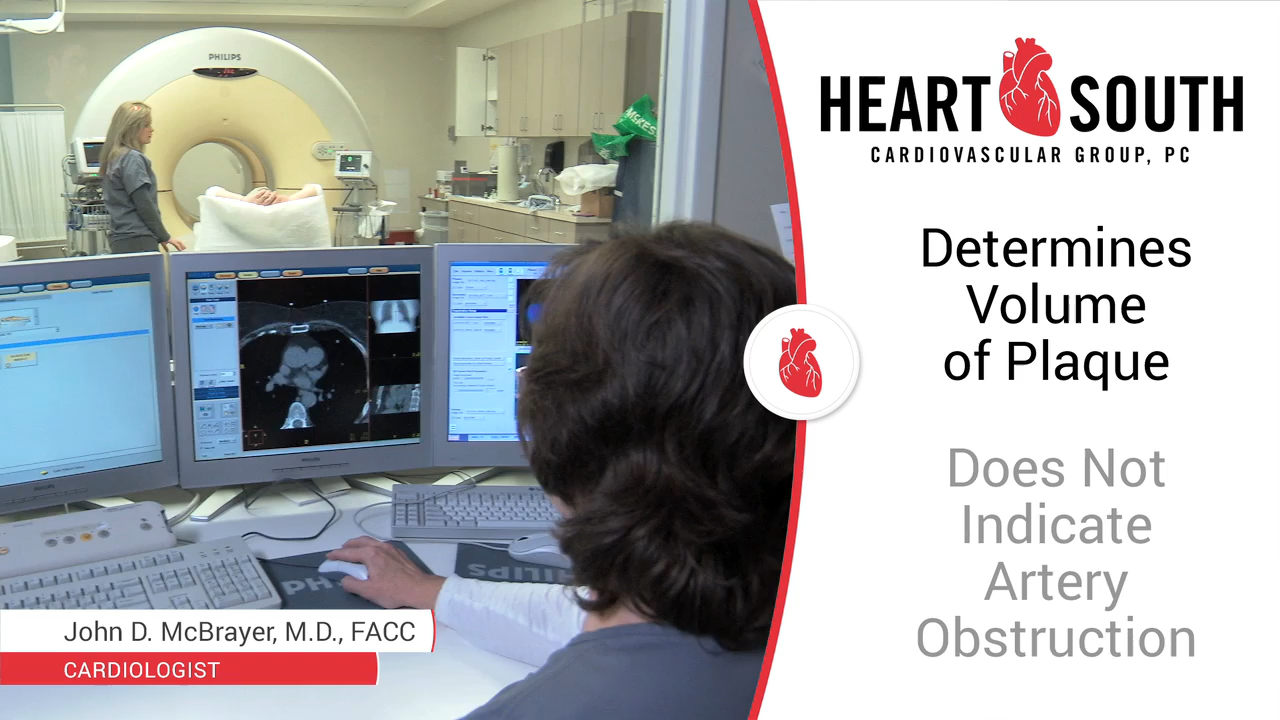 PHILIPS
HEART SOUTH
CARDIOVASCULAR GROUP, PC
Determines
Volume
of Plaque
Does Not
Indicate
Artery
Obstruction
PHILIPS
John D. McBrayer, M.D., FACC
CARDIOLOGIST